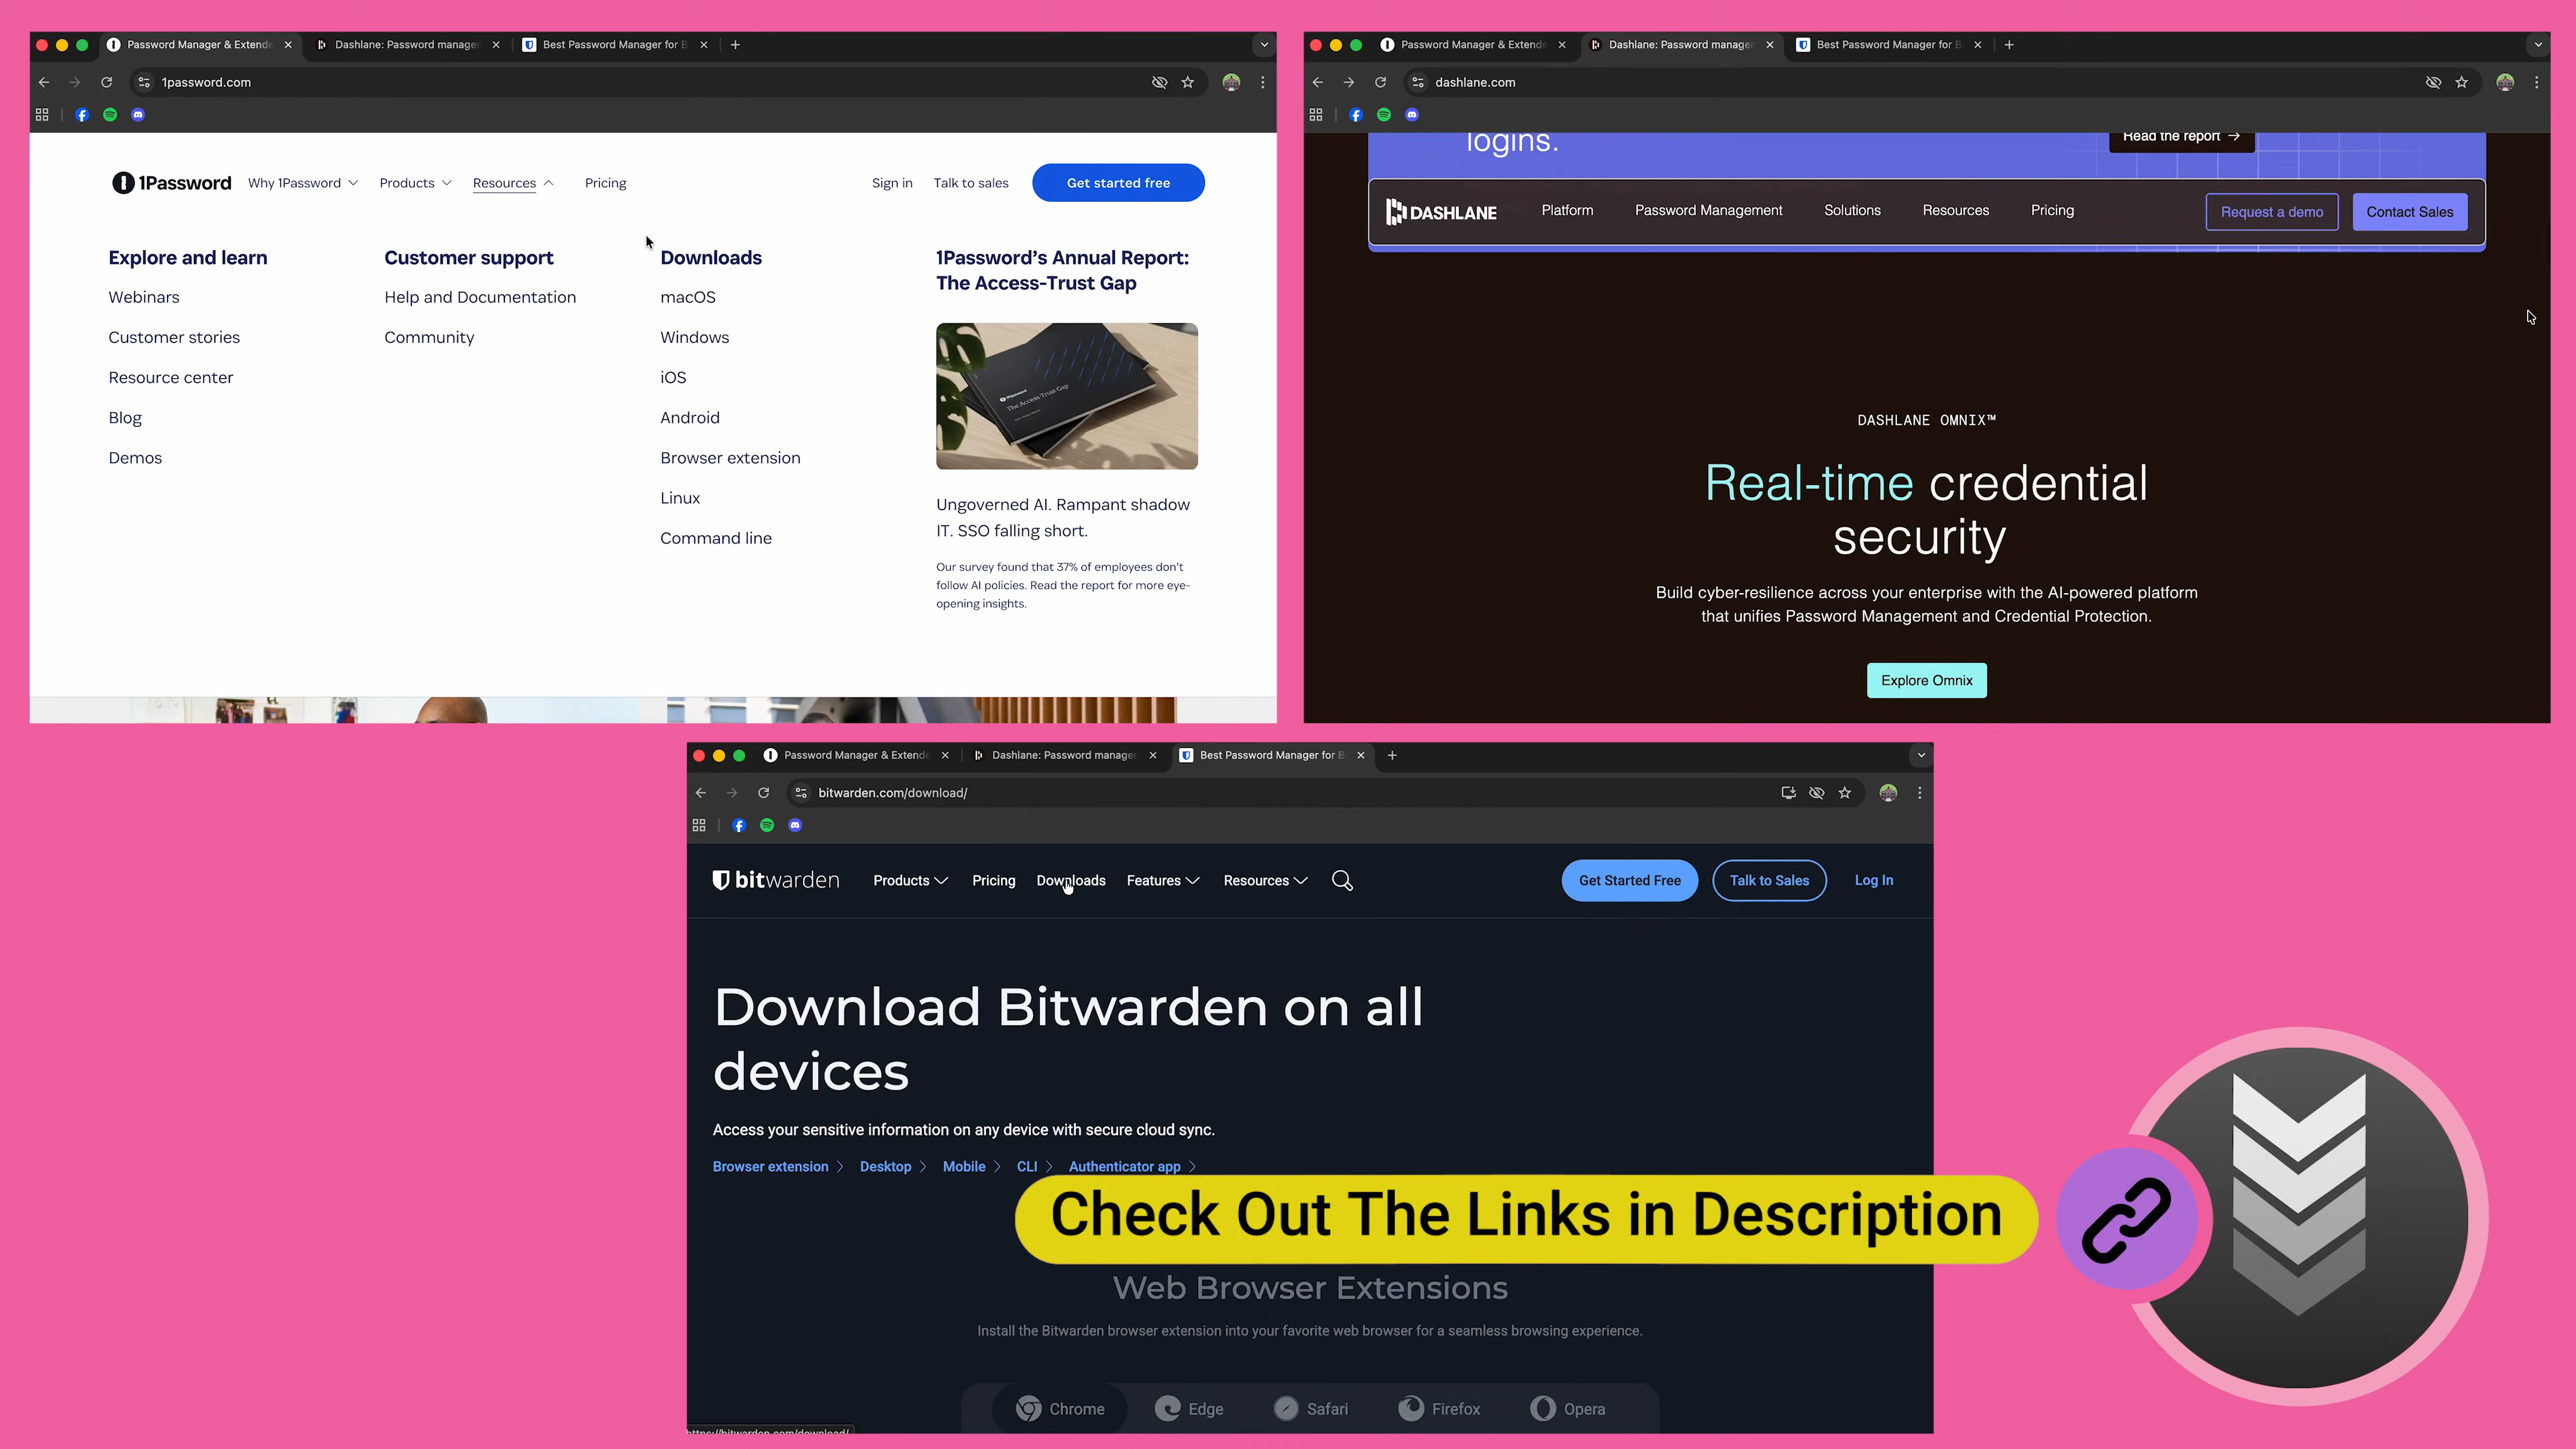 Password Manager & Extende
Dashlane: Password manager
Best Password Manager for B
1password.com
1Password
Why 1Password
Products
Resources
Pricing
Sign in
Talk to sales
Get started free
Explore and learn
Webinars
Customer stories
Resource center
Blog
Demos
Customer support
Help and Documentation
Community
Downloads
macOS
Windows
iOS
Android
Browser extension
Linux
Command line
1Password's Annual Report:
The Access-Trust Gap
The Access-Trust Gap
Ungoverned AI. Rampant shadow
IT. SSO falling short.
Our survey found that 37% of employees don't
follow AI policies. Read the report for more eye-
opening insights.
Password Manager & Extende
Dashlane: Password manager
Best Password Manager for B
dashlane.com
logins.
Read the report →
DASHLANE
Platform
Password Management
Solutions
Resources
Pricing
Request a demo
Contact Sales
DASHLANE OMNIX™
Real-time credential
security
Build cyber-resilience across your enterprise with the AI-powered platform
that unifies Password Management and Credential Protection.
Explore Omnix
Password Manager & Extende
Dashlane: Password manager
Best Password Manager for B
bitwarden.com/download/
bitwarden
Products
Pricing
Downloads
Features
Resources
Get Started Free
Talk to Sales
Log In
Download Bitwarden on all
devices
Access your sensitive information on any device with secure cloud sync.
Browser extension
Desktop
Mobile
CLI
Authenticator app
Check Out The Links in Description
Web Browser Extensions
Install the Bitwarden browser extension into your favorite web browser for a seamless browsing experience.
Chrome
Edge
Safari
Firefox
Opera
https://bitwarden.com/download/